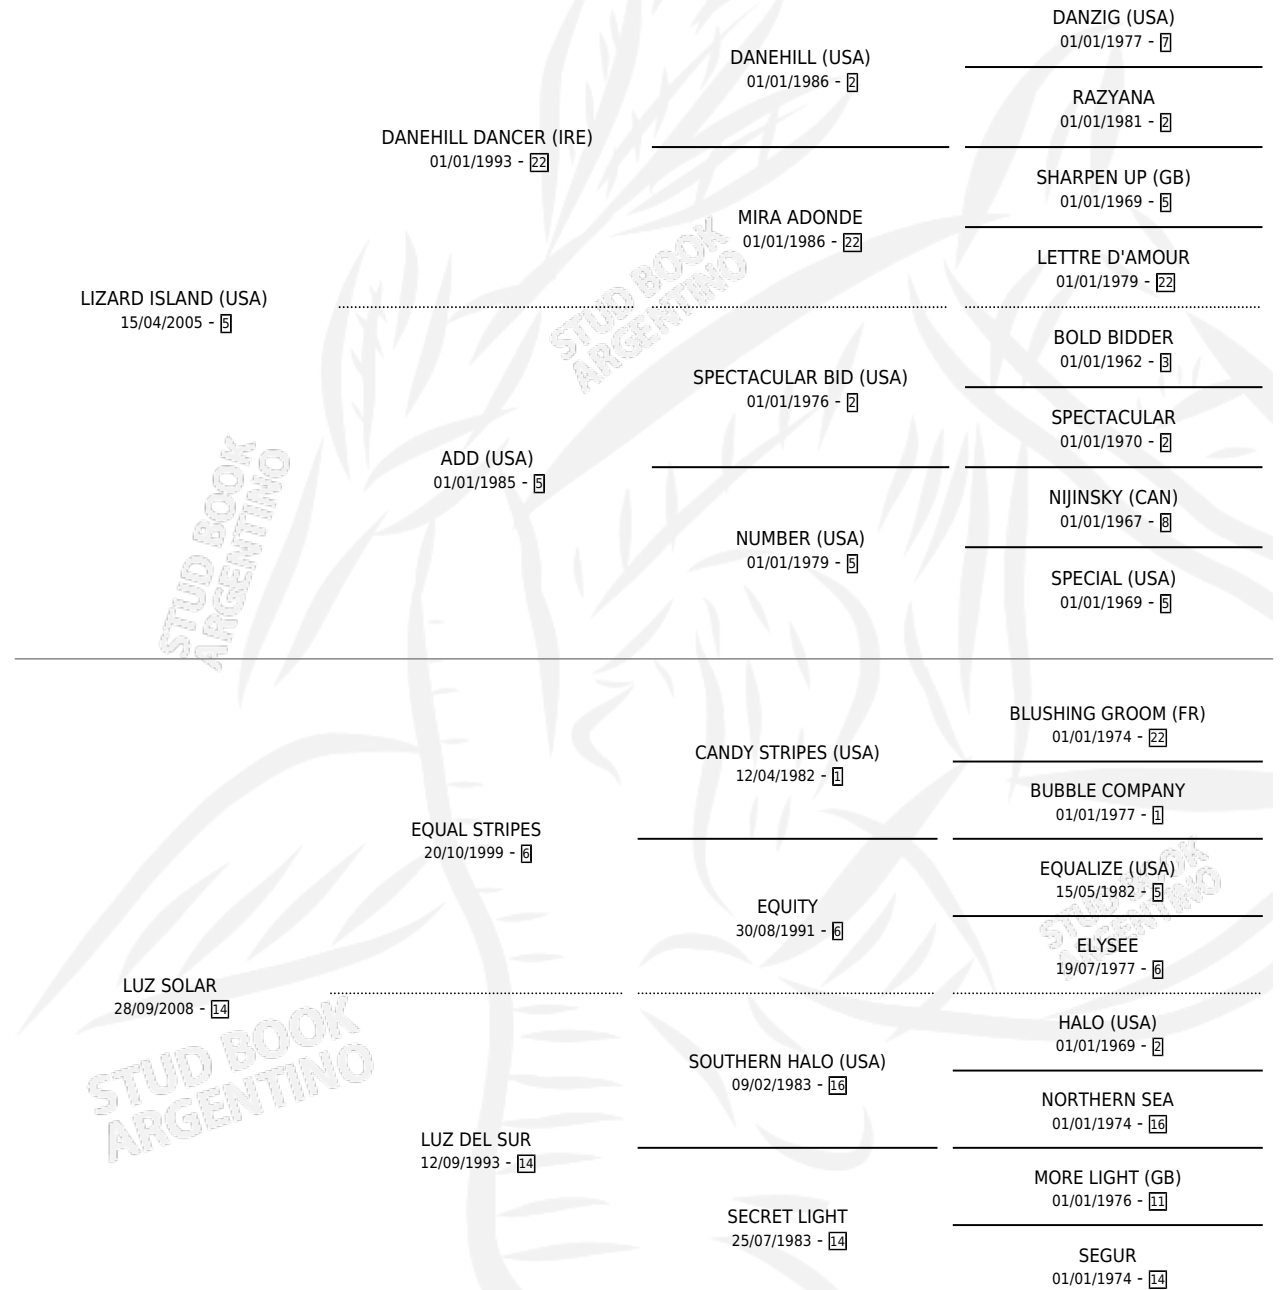 DANZIG (USA)
01/01/1977 - 7
DANEHILL (USA)
01/01/1986 - 2
RAZYANA
01/01/1981 - 2
DANEHILL DANCER (IRE)
01/01/1993 - 22
SHARPEN UP (GB)
01/01/1969 - 5
MIRA ADONDE
01/01/1986 - 22
LETTRE D'AMOUR
01/01/1979 - 22
LIZARD ISLAND (USA)
15/04/2005 - 5
STUD BOOK
ARGENTINO
BOLD BIDDER
01/01/1962 - 3
SPECTACULAR BID (USA)
01/01/1976 - 2
SPECTACULAR
01/01/1970 - 2
ADD (USA)
01/01/1985 - 5
NIJINSKY (CAN)
01/01/1967 - 8
NUMBER (USA)
01/01/1979 - 5
SPECIAL (USA)
01/01/1969 - 5
STUD BOOK
ARGENTINO
BLUSHING GROOM (FR)
01/01/1974 - 22
CANDY STRIPES (USA)
12/04/1982 - 1
BUBBLE COMPANY
01/01/1977 - 1
EQUAL STRIPES
20/10/1999 - 6
EQUALIZE (USA)
15/05/1982 - 5
EQUITY
30/08/1991 - 6
STUD BOOK
ARGENTINO
ELYSEE
19/07/1977 - 6
LUZ SOLAR
28/09/2008 - 14
HALO (USA)
01/01/1969 - 2
SOUTHERN HALO (USA)
09/02/1983 - 16
STUD BOOK
ARGENTINO
NORTHERN SEA
01/01/1974 - 16
LUZ DEL SUR
12/09/1993 - 14
MORE LIGHT (GB)
01/01/1976 - 11
SECRET LIGHT
25/07/1983 - 14
SEGUR
01/01/1974 - 14